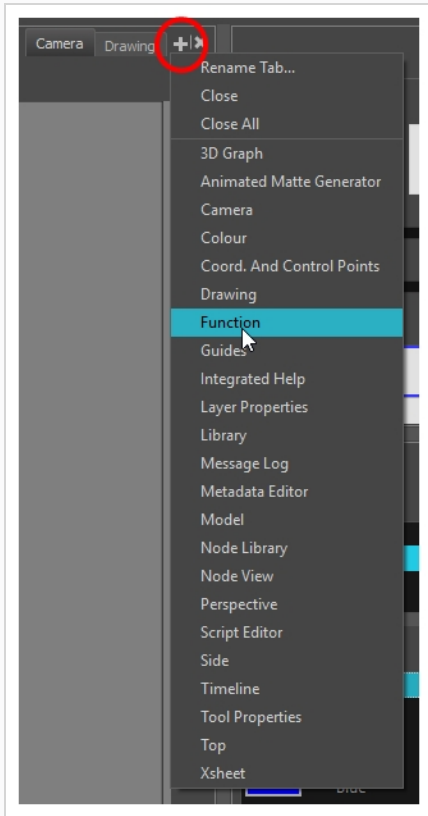 Camera Drawing
Rename Tab...
Close
Close All
3D Graph
Animated Matte Generator
Camera
Colour
Coord. And Control Points
Drawing
Function
Guides
Integrated Help
Layer Properties
Library
Message Log
Metadata Editor
Model
Node Library
Node View
Perspective
Script Editor
Side
Timeline
Tool Properties
Top
Xsheet
Blue